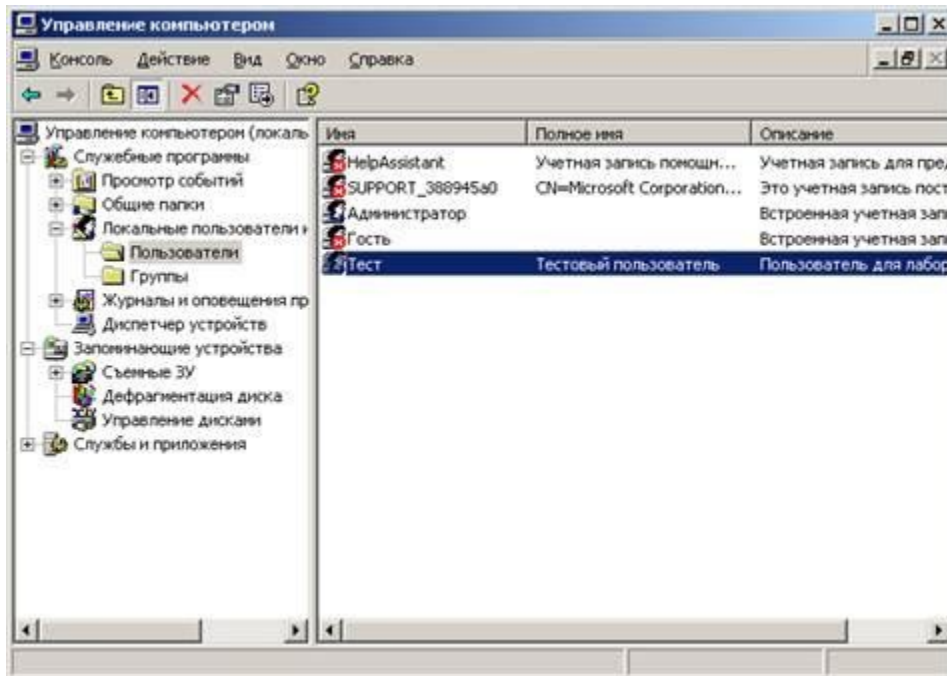 Управление компьютером
Консоль Действие Вид Окно Справка
Управление компьютером (локаль
Служебные программы
Просмотр событий
Общие папки
Локальные пользователи и
Пользователи
Группы
Журналы и оповещения пр
Диспетчер устройств
Запоминающие устройства
Съемные ЗУ
Дефрагментация диска
Управление дисками
Службы и приложения
Имя Полное имя Описание
HelpAssistant Учетная запись помощн... Учетная запись для пред
SUPPORT_388945a0 CN=Microsoft Corporation... Это учетная запись пост
Администратор Встроенная учетная зап
Гость Встроенная учетная зап
Тест Тестовый пользователь Пользователь для лабор